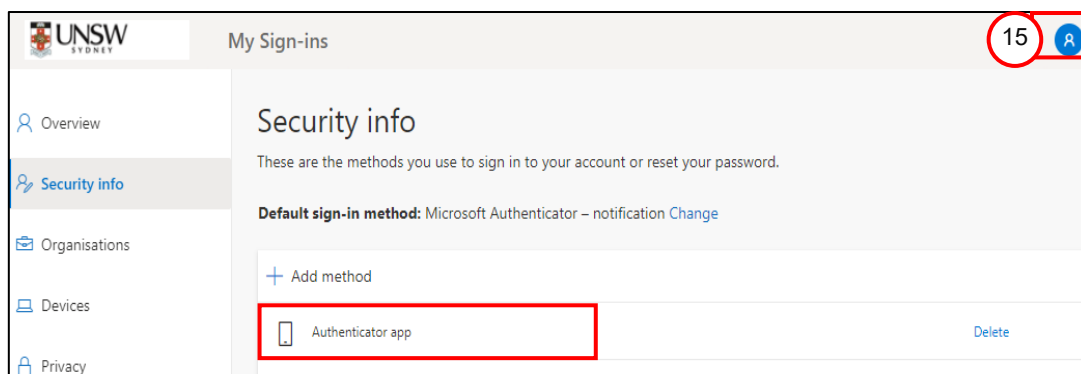 UNSW
SYDNEY
My Sign-ins
15
Overview
Security info
Organisations
Devices
Privacy
Security info
These are the methods you use to sign in to your account or reset your password.
Default sign-in method: Microsoft Authenticator – notification Change
Add method
Authenticator app
Delete